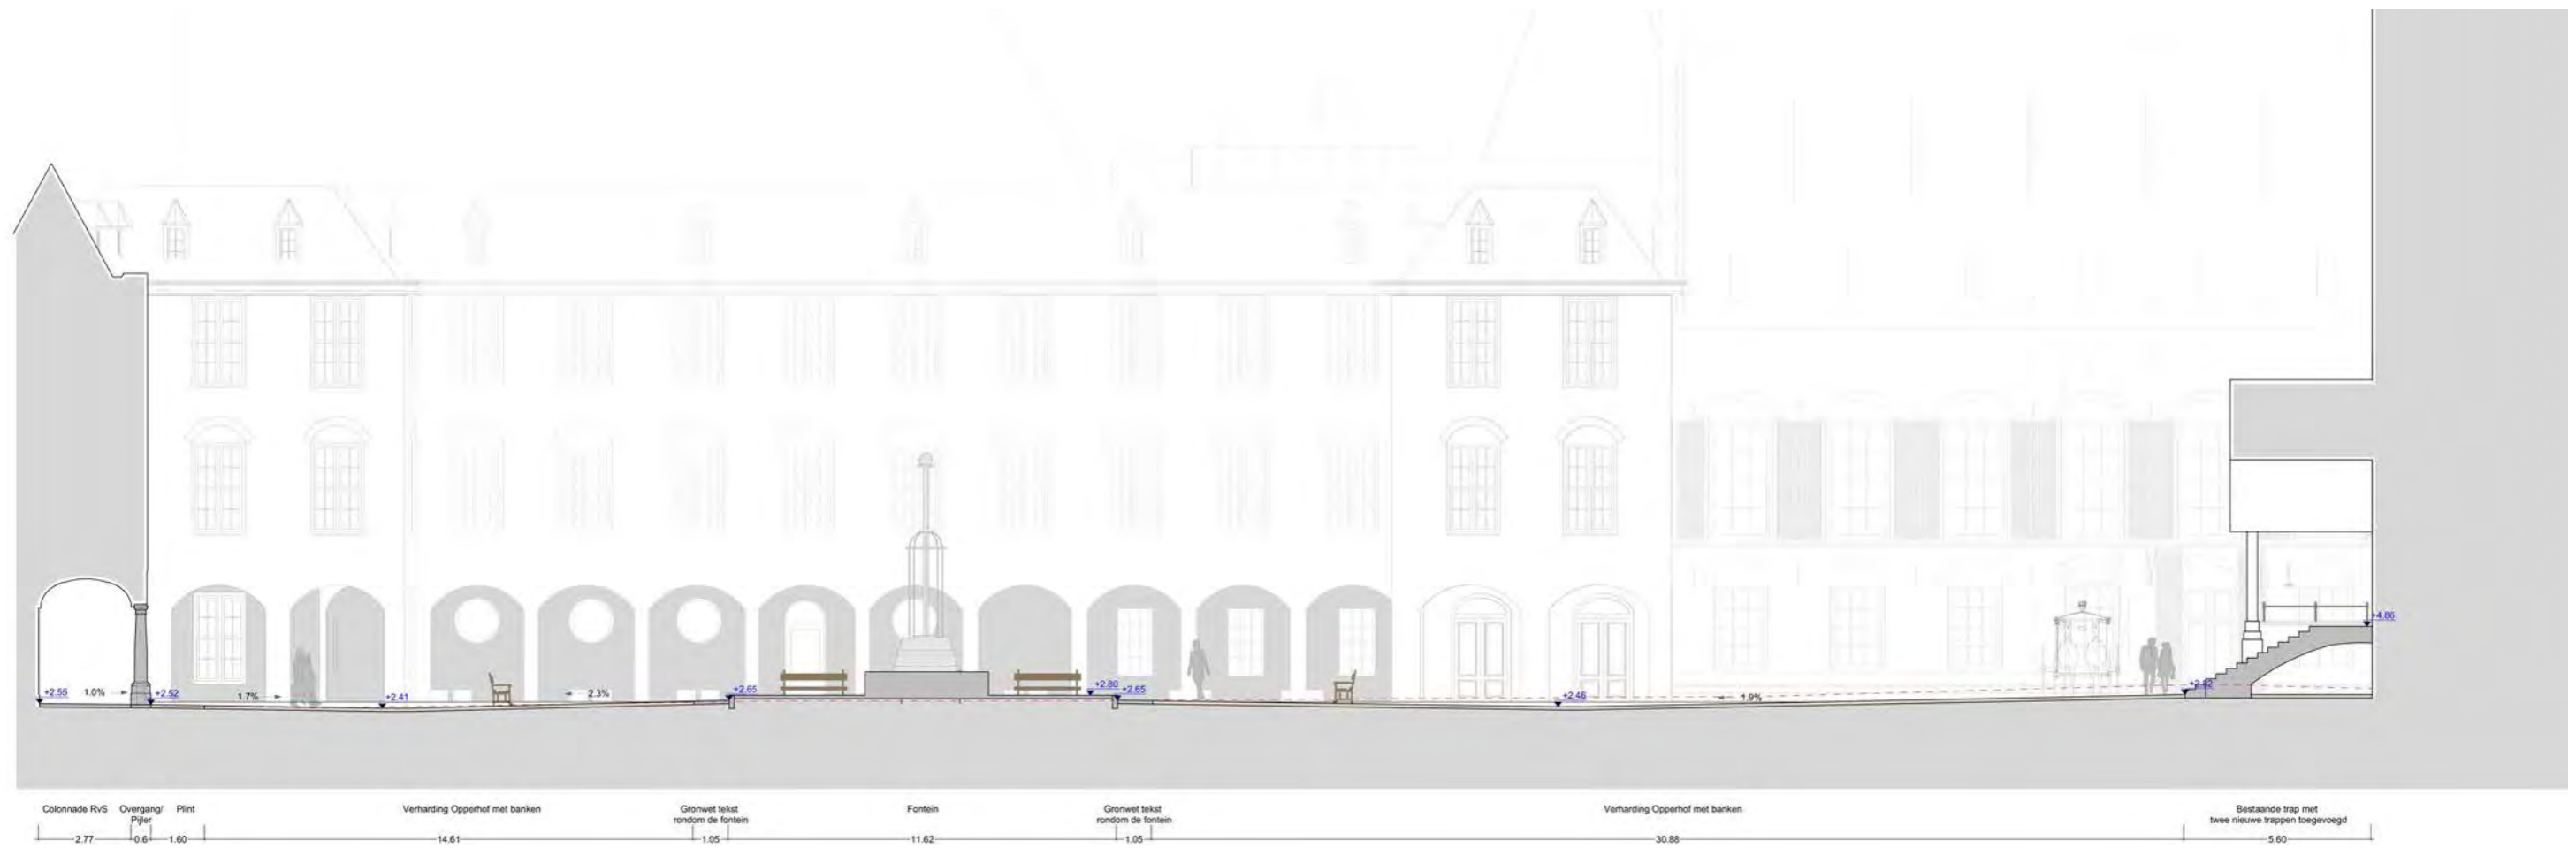 +4.86
+2.55
1.0%
+2.52
1.7%
+2.41
2.3%
+2.65
+2.80
+2.65
+2.46
1.9%
Colonnade RvS
Overgang/
Pijler
Plint
Verharding Opperhof met banken
Gronwet tekst
rondom de fontein
Fontein
Gronwet tekst
rondom de fontein
Verharding Opperhof met banken
Bestaande trap met
twee nieuwe trappen toegevoegd
2.77
0.6
1.60
14.61
1.05
11.62
1.05
30.88
5.60